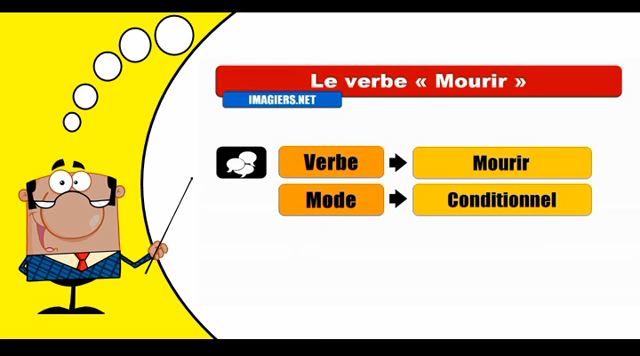 Le verbe « Mourir »
IMAGIERS.NET
Verbe Mourir
Mode Conditionnel